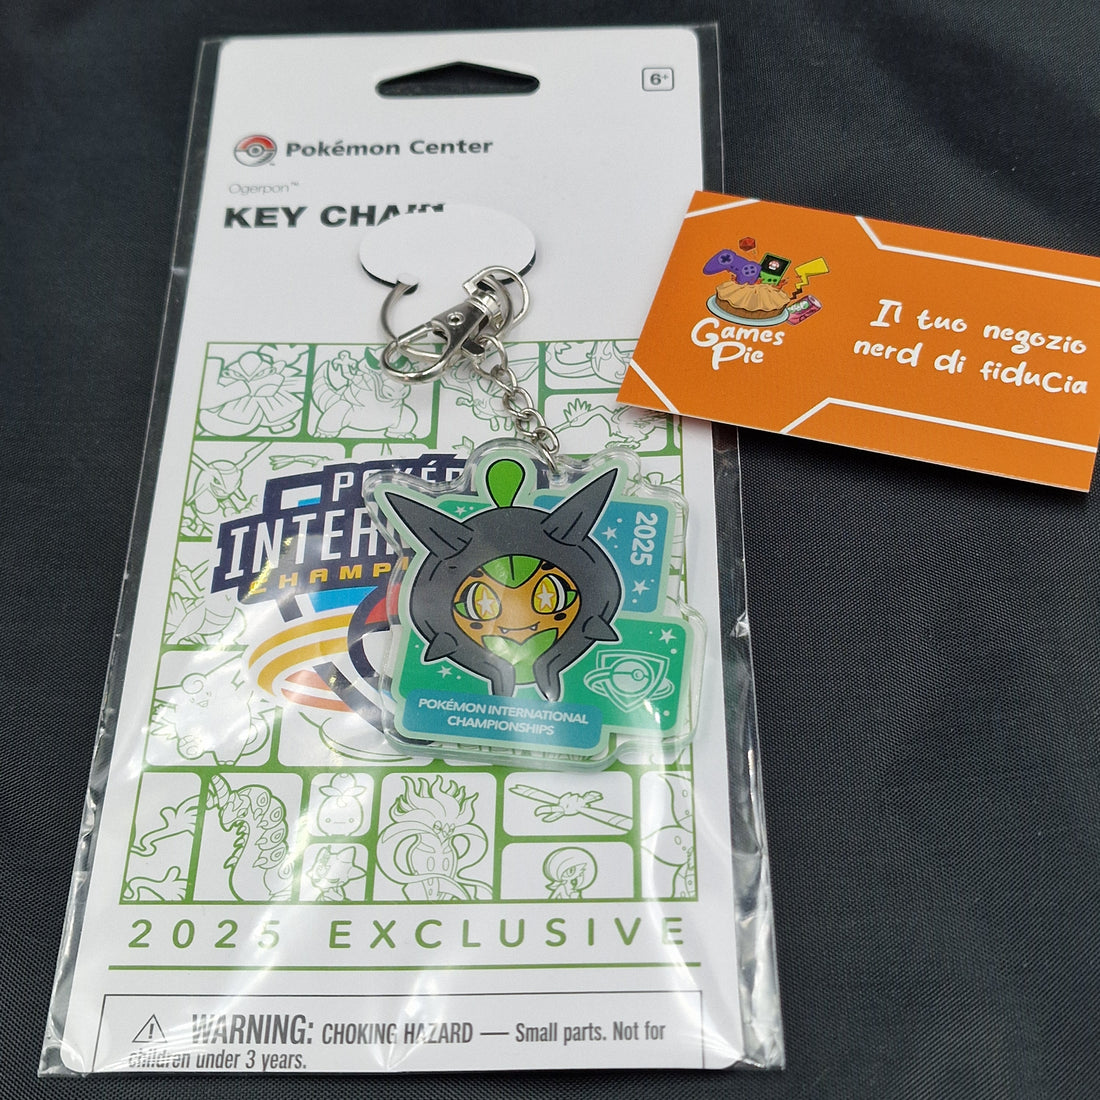 6+
Pokémon Center
Ogerpon™
KEY CHAIN
Games
Pie
Il tuo negozio
nerd di fiducia
INTER
2025
POKÉMON INTERNATIONAL
CHAMPIONSHIPS
2025 EXCLUSIVE
WARNING: CHOKING HAZARD — Small parts. Not for
children under 3 years.